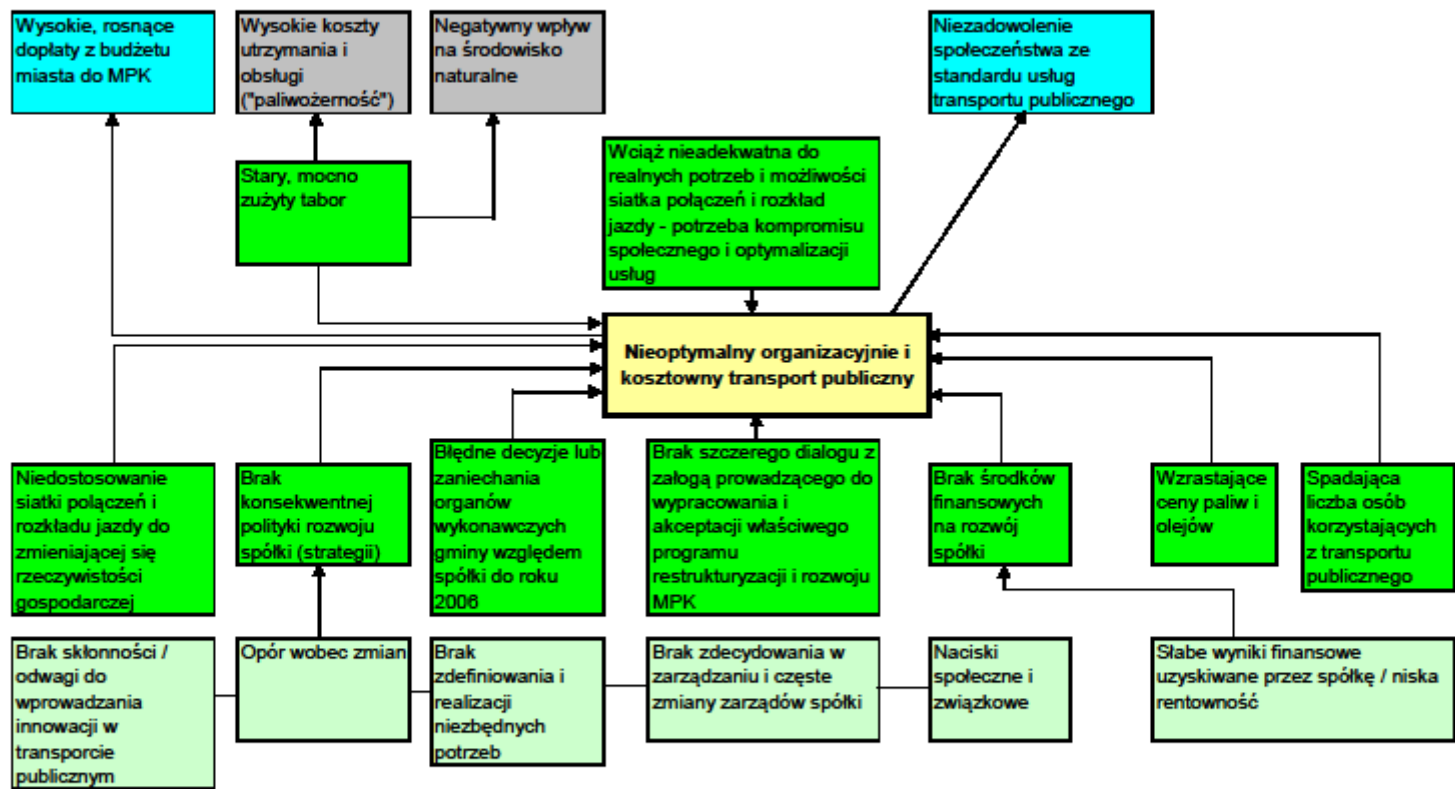 Wysokie, rosnące
dopłaty z budżetu
miasta do MPK
Wysokie koszty
utrzymania i
obsługi
("paliwożerność")
Negatywny wpływ
na środowisko
naturalne
Niezadowolenie
społeczeństwa ze
standardu usług
transportu publicznego
Stary, mocno
zużyty tabor
Wciąż nieadekwatna do
realnych potrzeb i możliwości
siatka połączeń i rozkład
jazdy - potrzeba kompromisu
społecznego i optymalizacji
usług
Nieoptymalny organizacyjnie i
kosztowny transport publiczny
Niedostosowanie
siatki połączeń i
rozkładu jazdy do
zmieniającej się
rzeczywistości
gospodarczej
Brak
konsekwentnej
polityki rozwoju
spółki (strategii)
Błędne decyzje lub
zaniechania
organów
wykonawczych
gminy względem
spółki do roku
2006
Brak szczerego dialogu z
załogą prowadzącego do
wypracowania i
akceptacji właściwego
programu
restrukturyzacji i rozwoju
MPK
Brak środków
finansowych
na rozwój
spółki
Wzrastające
ceny paliw i
olejów
Spadająca
liczba osób
korzystających
z transportu
publicznego
Brak skłonności /
odwagi do
wprowadzania
innowacji w
transporcie
publicznym
Opór wobec zmian
Brak
zdefiniowania i
realizacji
niezbędnych
potrzeb
Brak zdecydowania w
zarządzaniu i częste
zmiany zarządów spółki
Naciski
społeczne i
związkowe
Słabe wyniki finansowe
uzyskiwane przez spółkę / niska
rentowność